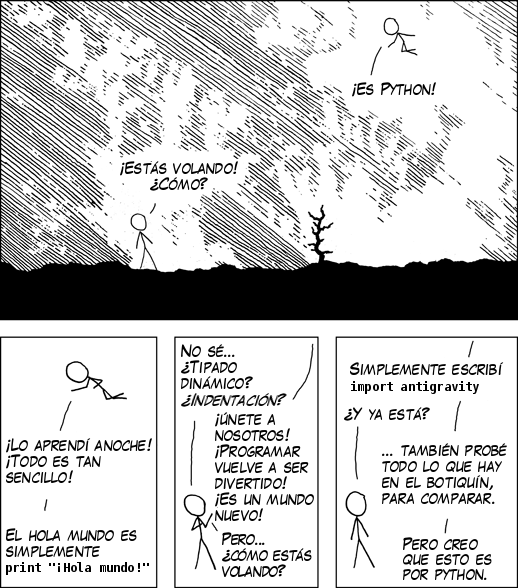 ¡Es Python!
¡Estás volando!
¿Cómo?
¡Lo aprendí anoche!
¡Todo es tan
sencillo!
El hola mundo es
simplemente
print "¡Hola mundo!"
No sé...
¿Tipado
dinámico?
¿Indentación?
¡Únete a
nosotros!
¡Programar
vuelve a ser
divertido!
¡Es un mundo
nuevo!
Pero...
¿cómo estás
volando?
Simplemente escribí
import antigravity
¿Y ya está?
... también probé
todo lo que hay
en el botiquín,
para comparar.
Pero creo
que esto es
por Python.